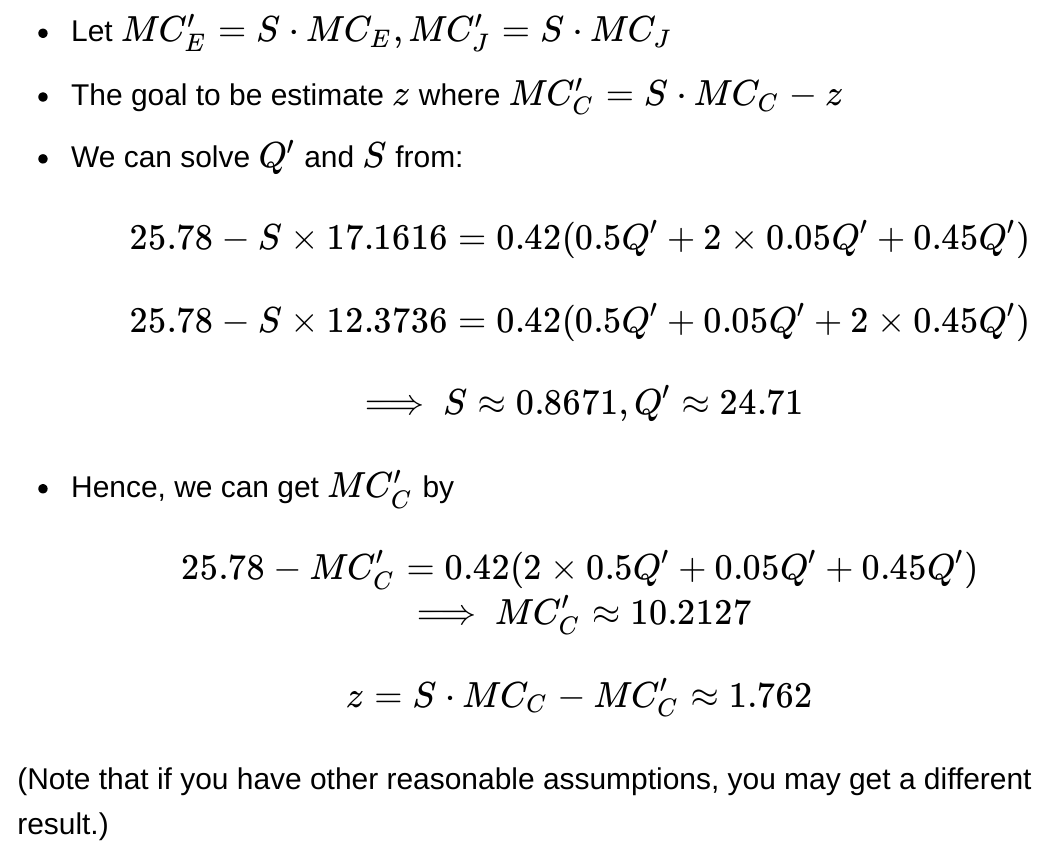 • Let MC′_E = S · MC_E, MC′_J = S · MC_J
• The goal to be estimate z where MC′_C = S · MC_C − z
• We can solve Q′ and S from:
25.78 − S × 17.1616 = 0.42(0.5Q′ + 2 × 0.05Q′ + 0.45Q′)
25.78 − S × 12.3736 = 0.42(0.5Q′ + 0.05Q′ + 2 × 0.45Q′)
⟹ S ≈ 0.8671, Q′ ≈ 24.71
• Hence, we can get MC′_C by
25.78 − MC′_C = 0.42(2 × 0.5Q′ + 0.05Q′ + 0.45Q′)
⟹ MC′_C ≈ 10.2127
z = S · MC_C − MC′_C ≈ 1.762
(Note that if you have other reasonable assumptions, you may get a different
result.)